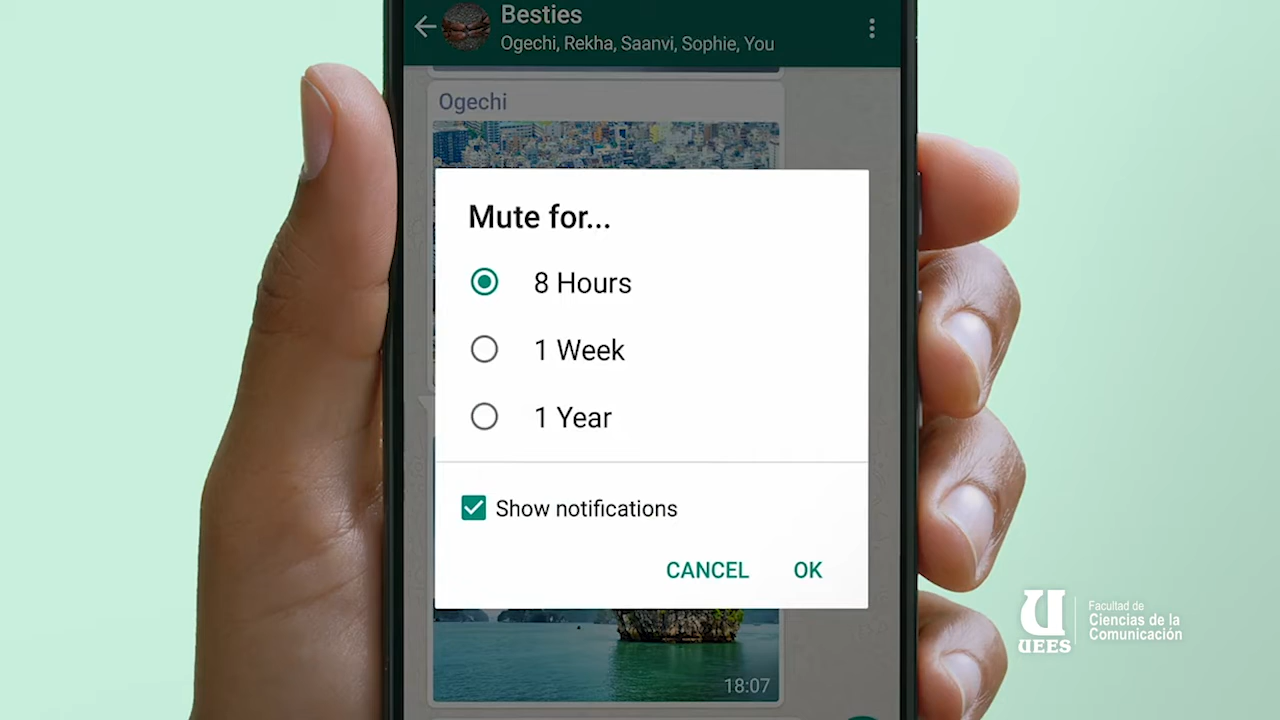 Besties
Ogechi, Rekha, Saanvi, Sophie, You
Ogechi
Mute for...
8 Hours
1 Week
1 Year
Show notifications
CANCEL OK
18:07
UEES
Facultad de
Ciencias de la
Comunicación